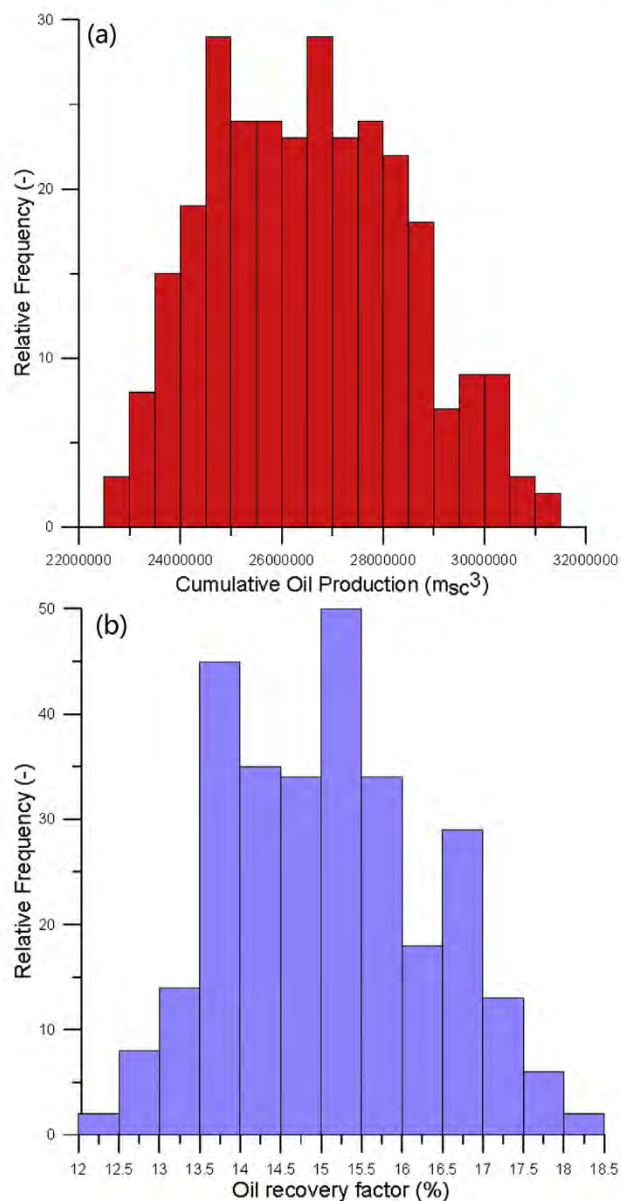 (a)
Relative Frequency (-)
30
20
10
0
22000000 24000000 26000000 28000000 30000000 32000000
Cumulative Oil Production (msc3)
(b)
Relative Frequency (-)
50
40
30
20
10
0
12 12.5 13 13.5 14 14.5 15 15.5 16 16.5 17 17.5 18 18.5
Oil recovery factor (%)